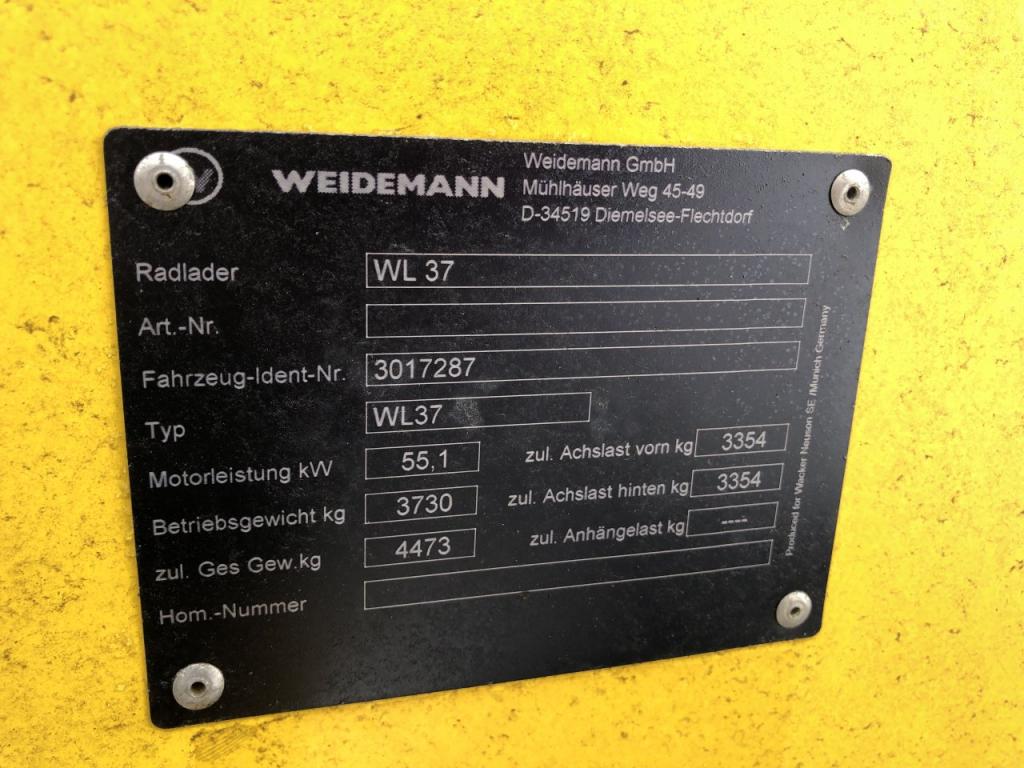 WEIDEMANN
Weidemann GmbH
Mühlhäuser Weg 45-49
D-34519 Diemelsee-Flechtdorf
Radlader WL 37
Art.-Nr.
Fahrzeug-Ident-Nr. 3017287
Typ WL37
Motorleistung kW 55,1 zul. Achslast vorn kg 3354
Betriebsgewicht kg 3730 zul. Achslast hinten kg 3354
zul. Ges Gew.kg 4473 zul. Anhängelast kg ----
Hom.-Nummer
Produced for Wacker Neuson SE /Munich Germany